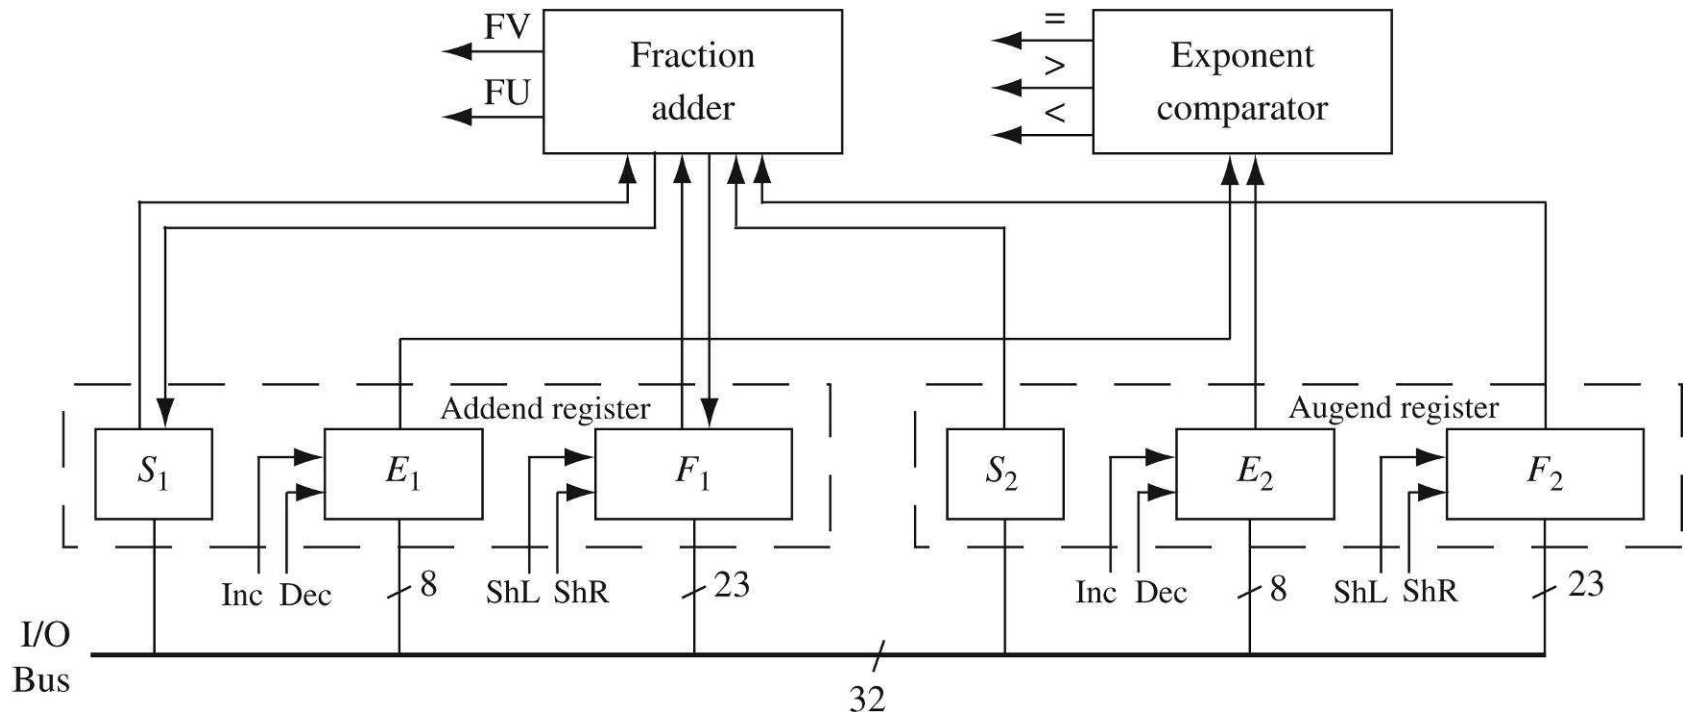 FV
FU
Fraction
adder
=
>
<
Exponent
comparator
Addend register
Augend register
S1
E1
F1
S2
E2
F2
Inc Dec
8
ShL ShR
23
Inc Dec
8
ShL ShR
23
I/O
Bus
32